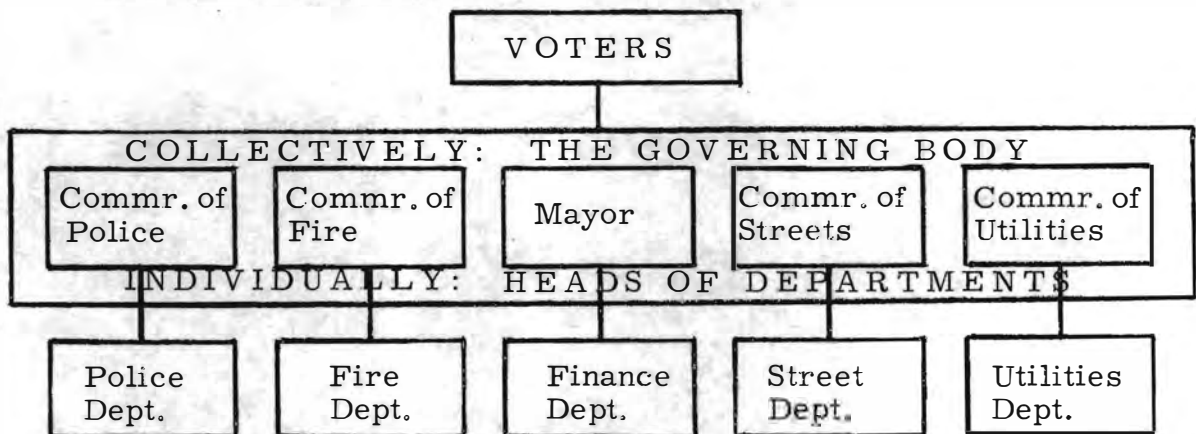 VOTERS
COLLECTIVELY: THE GOVERNING BODY
Commr. of
Police
Commr. of
Fire
Mayor
Commr. of
Streets
Commr. of
Utilities
INDIVIDUALLY: HEADS OF DEPARTMENTS
Police
Dept.
Fire
Dept.
Finance
Dept.
Street
Dept.
Utilities
Dept.